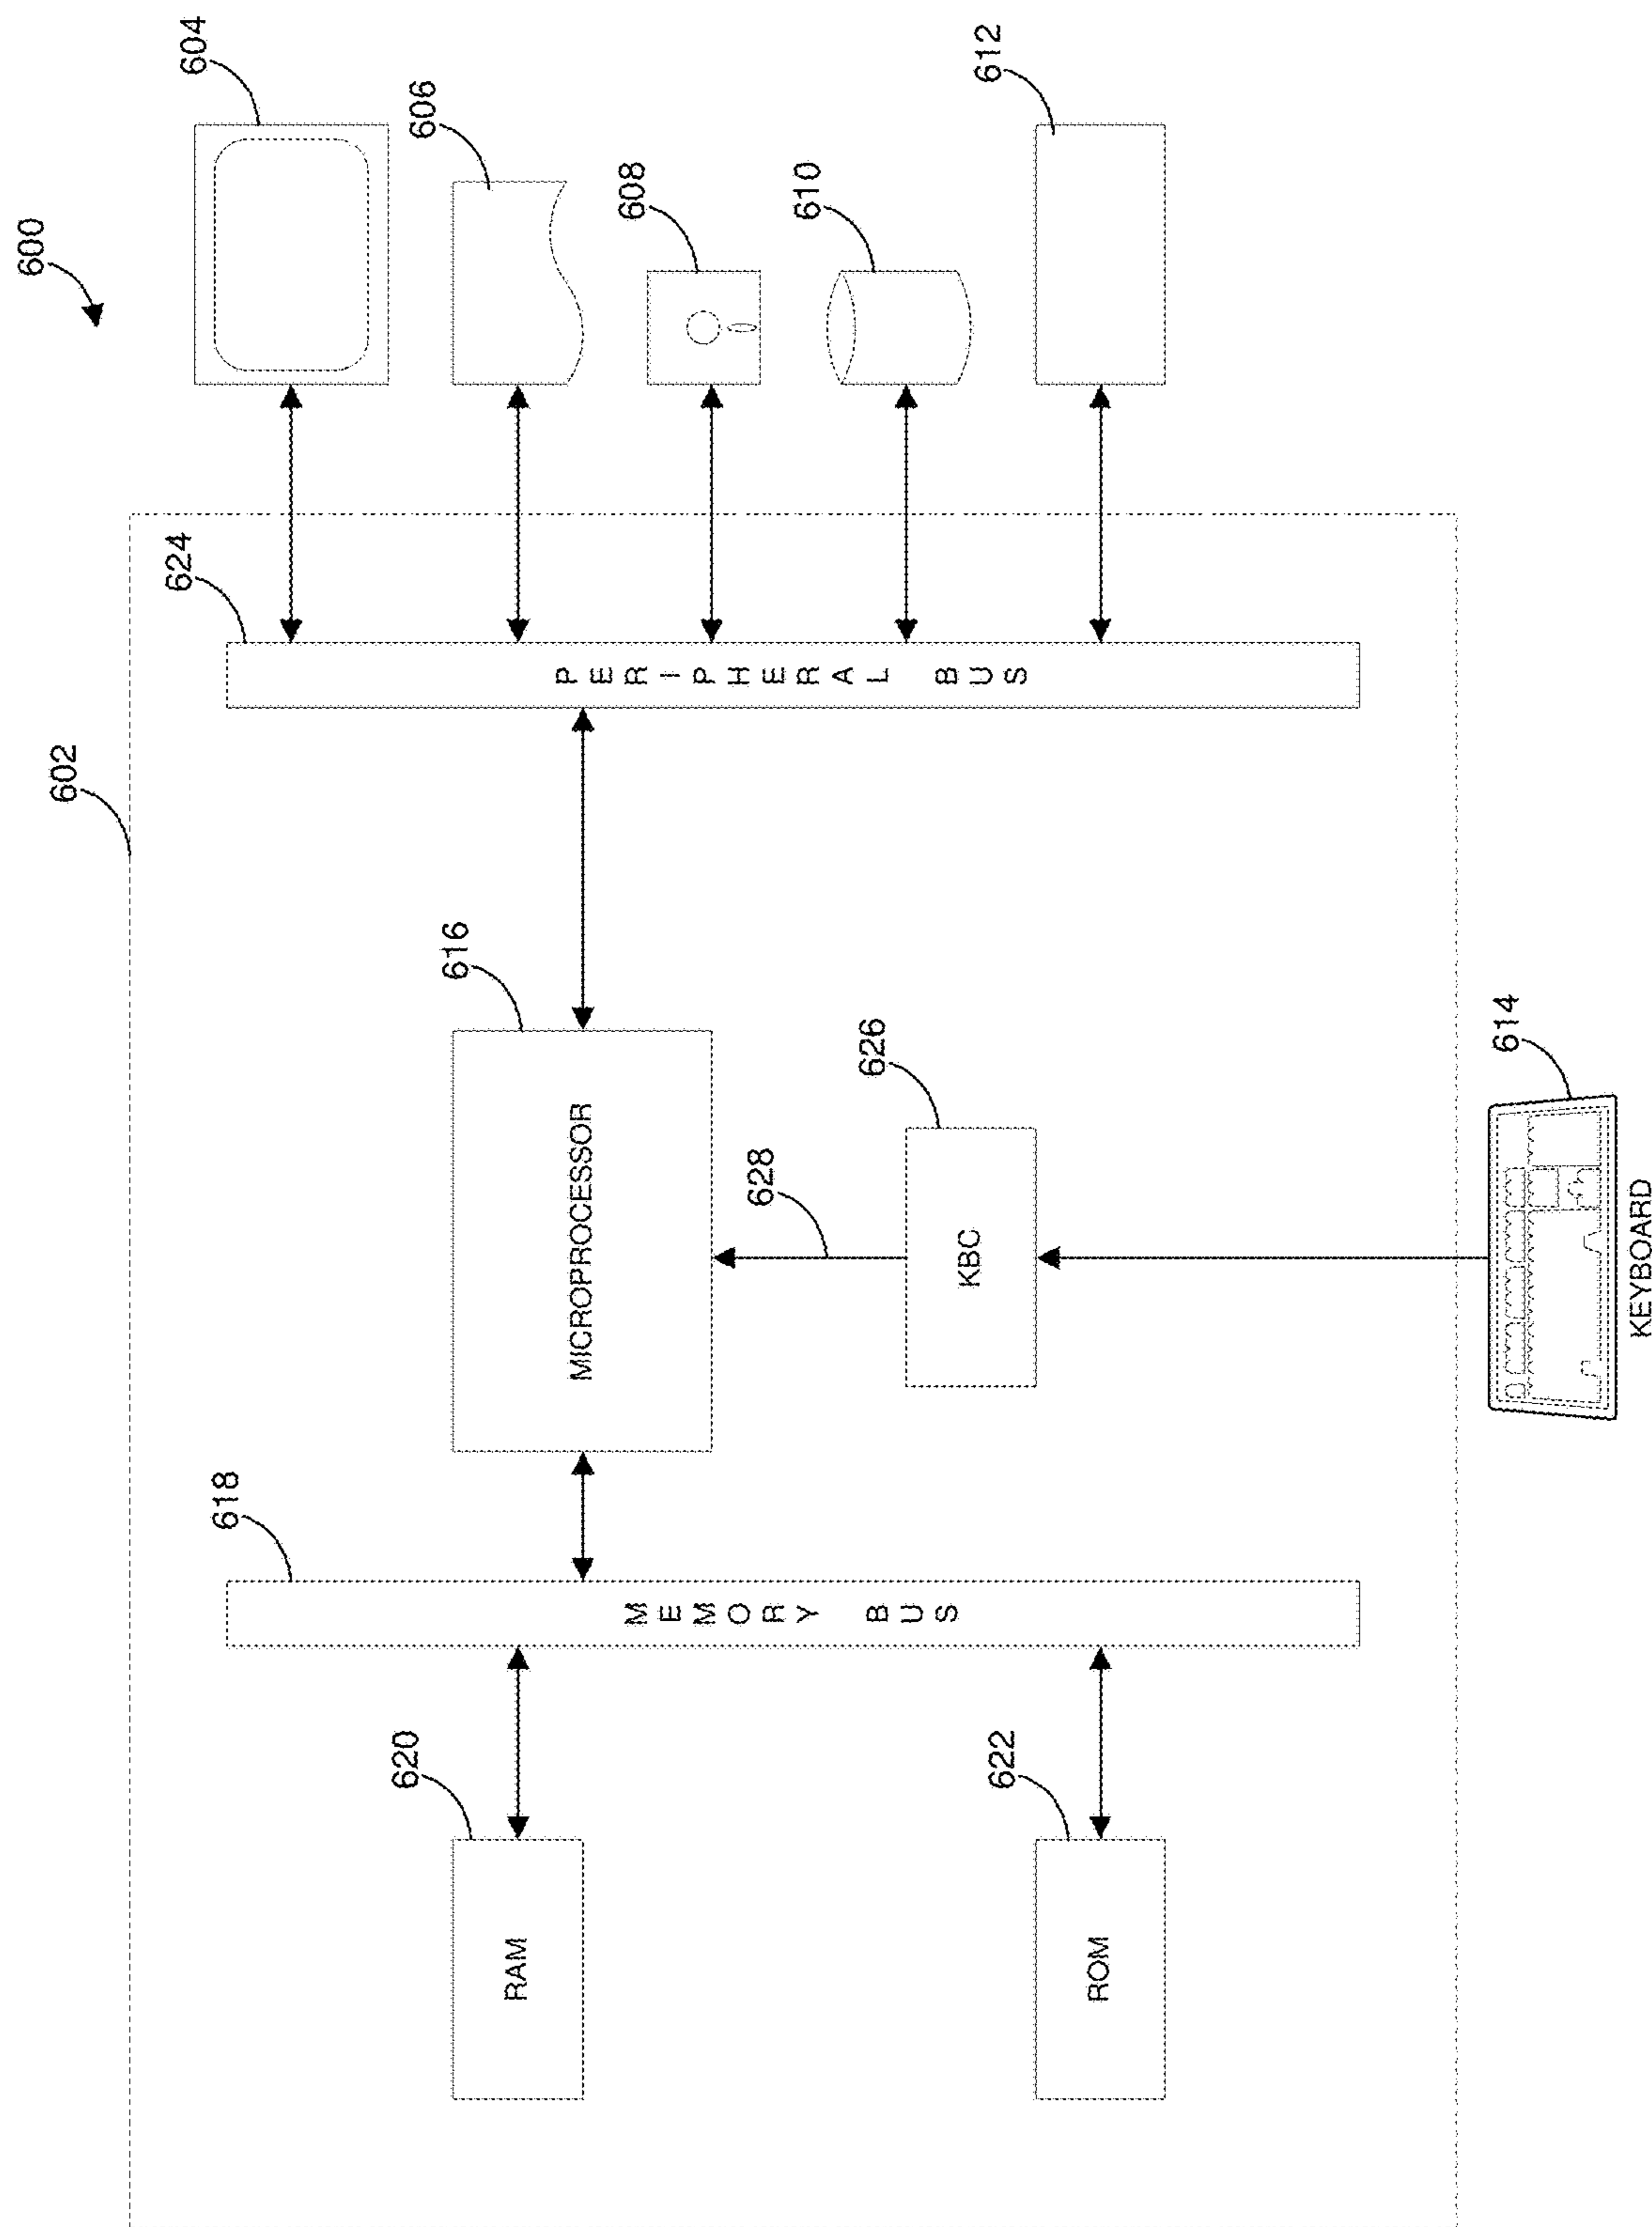 600
602
604
606
608
610
612
624
PERIPHERAL BUS
616
MICROPROCESSOR
618
MEMORY BUS
620
RAM
622
ROM
626
KBC
628
614
KEYBOARD